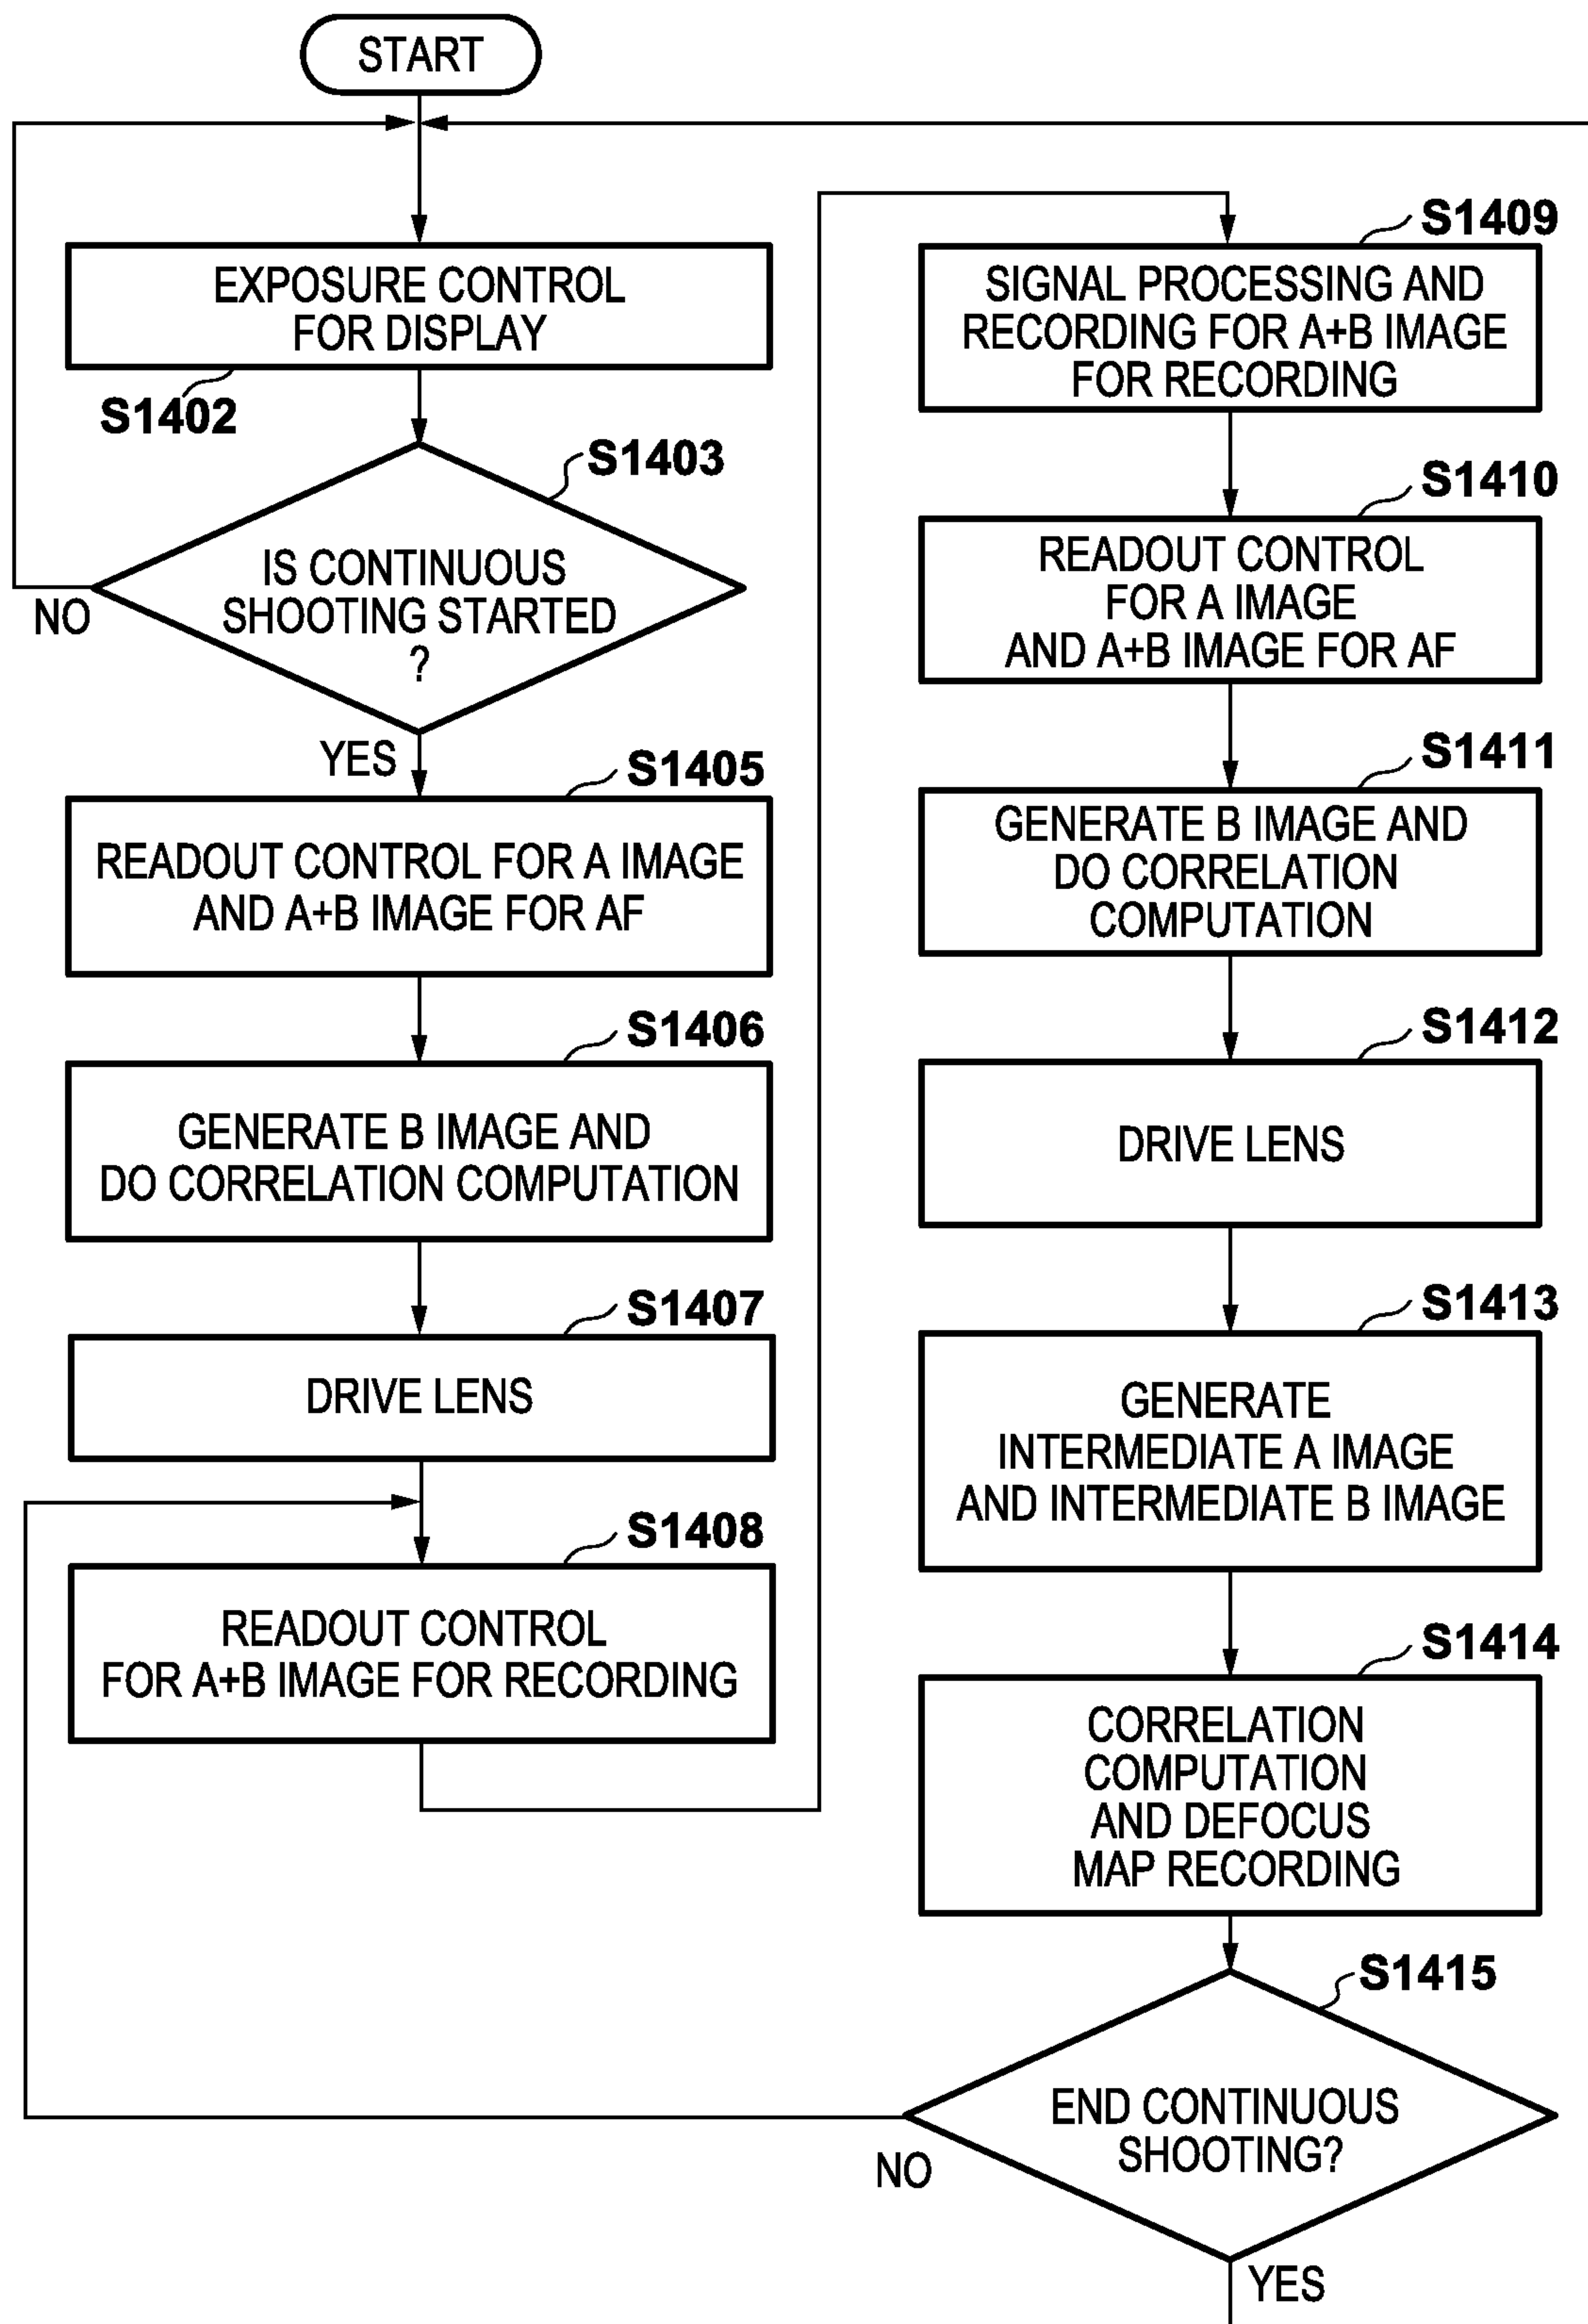 START
EXPOSURE CONTROL
FOR DISPLAY
S1402
S1403
IS CONTINUOUS
SHOOTING STARTED
?
NO
YES
S1405
READOUT CONTROL FOR A IMAGE
AND A+B IMAGE FOR AF
S1406
GENERATE B IMAGE AND
DO CORRELATION COMPUTATION
S1407
DRIVE LENS
S1408
READOUT CONTROL
FOR A+B IMAGE FOR RECORDING
S1409
SIGNAL PROCESSING AND
RECORDING FOR A+B IMAGE
FOR RECORDING
S1410
READOUT CONTROL
FOR A IMAGE
AND A+B IMAGE FOR AF
S1411
GENERATE B IMAGE AND
DO CORRELATION
COMPUTATION
S1412
DRIVE LENS
S1413
GENERATE
INTERMEDIATE A IMAGE
AND INTERMEDIATE B IMAGE
S1414
CORRELATION
COMPUTATION
AND DEFOCUS
MAP RECORDING
S1415
END CONTINUOUS
SHOOTING?
NO
YES